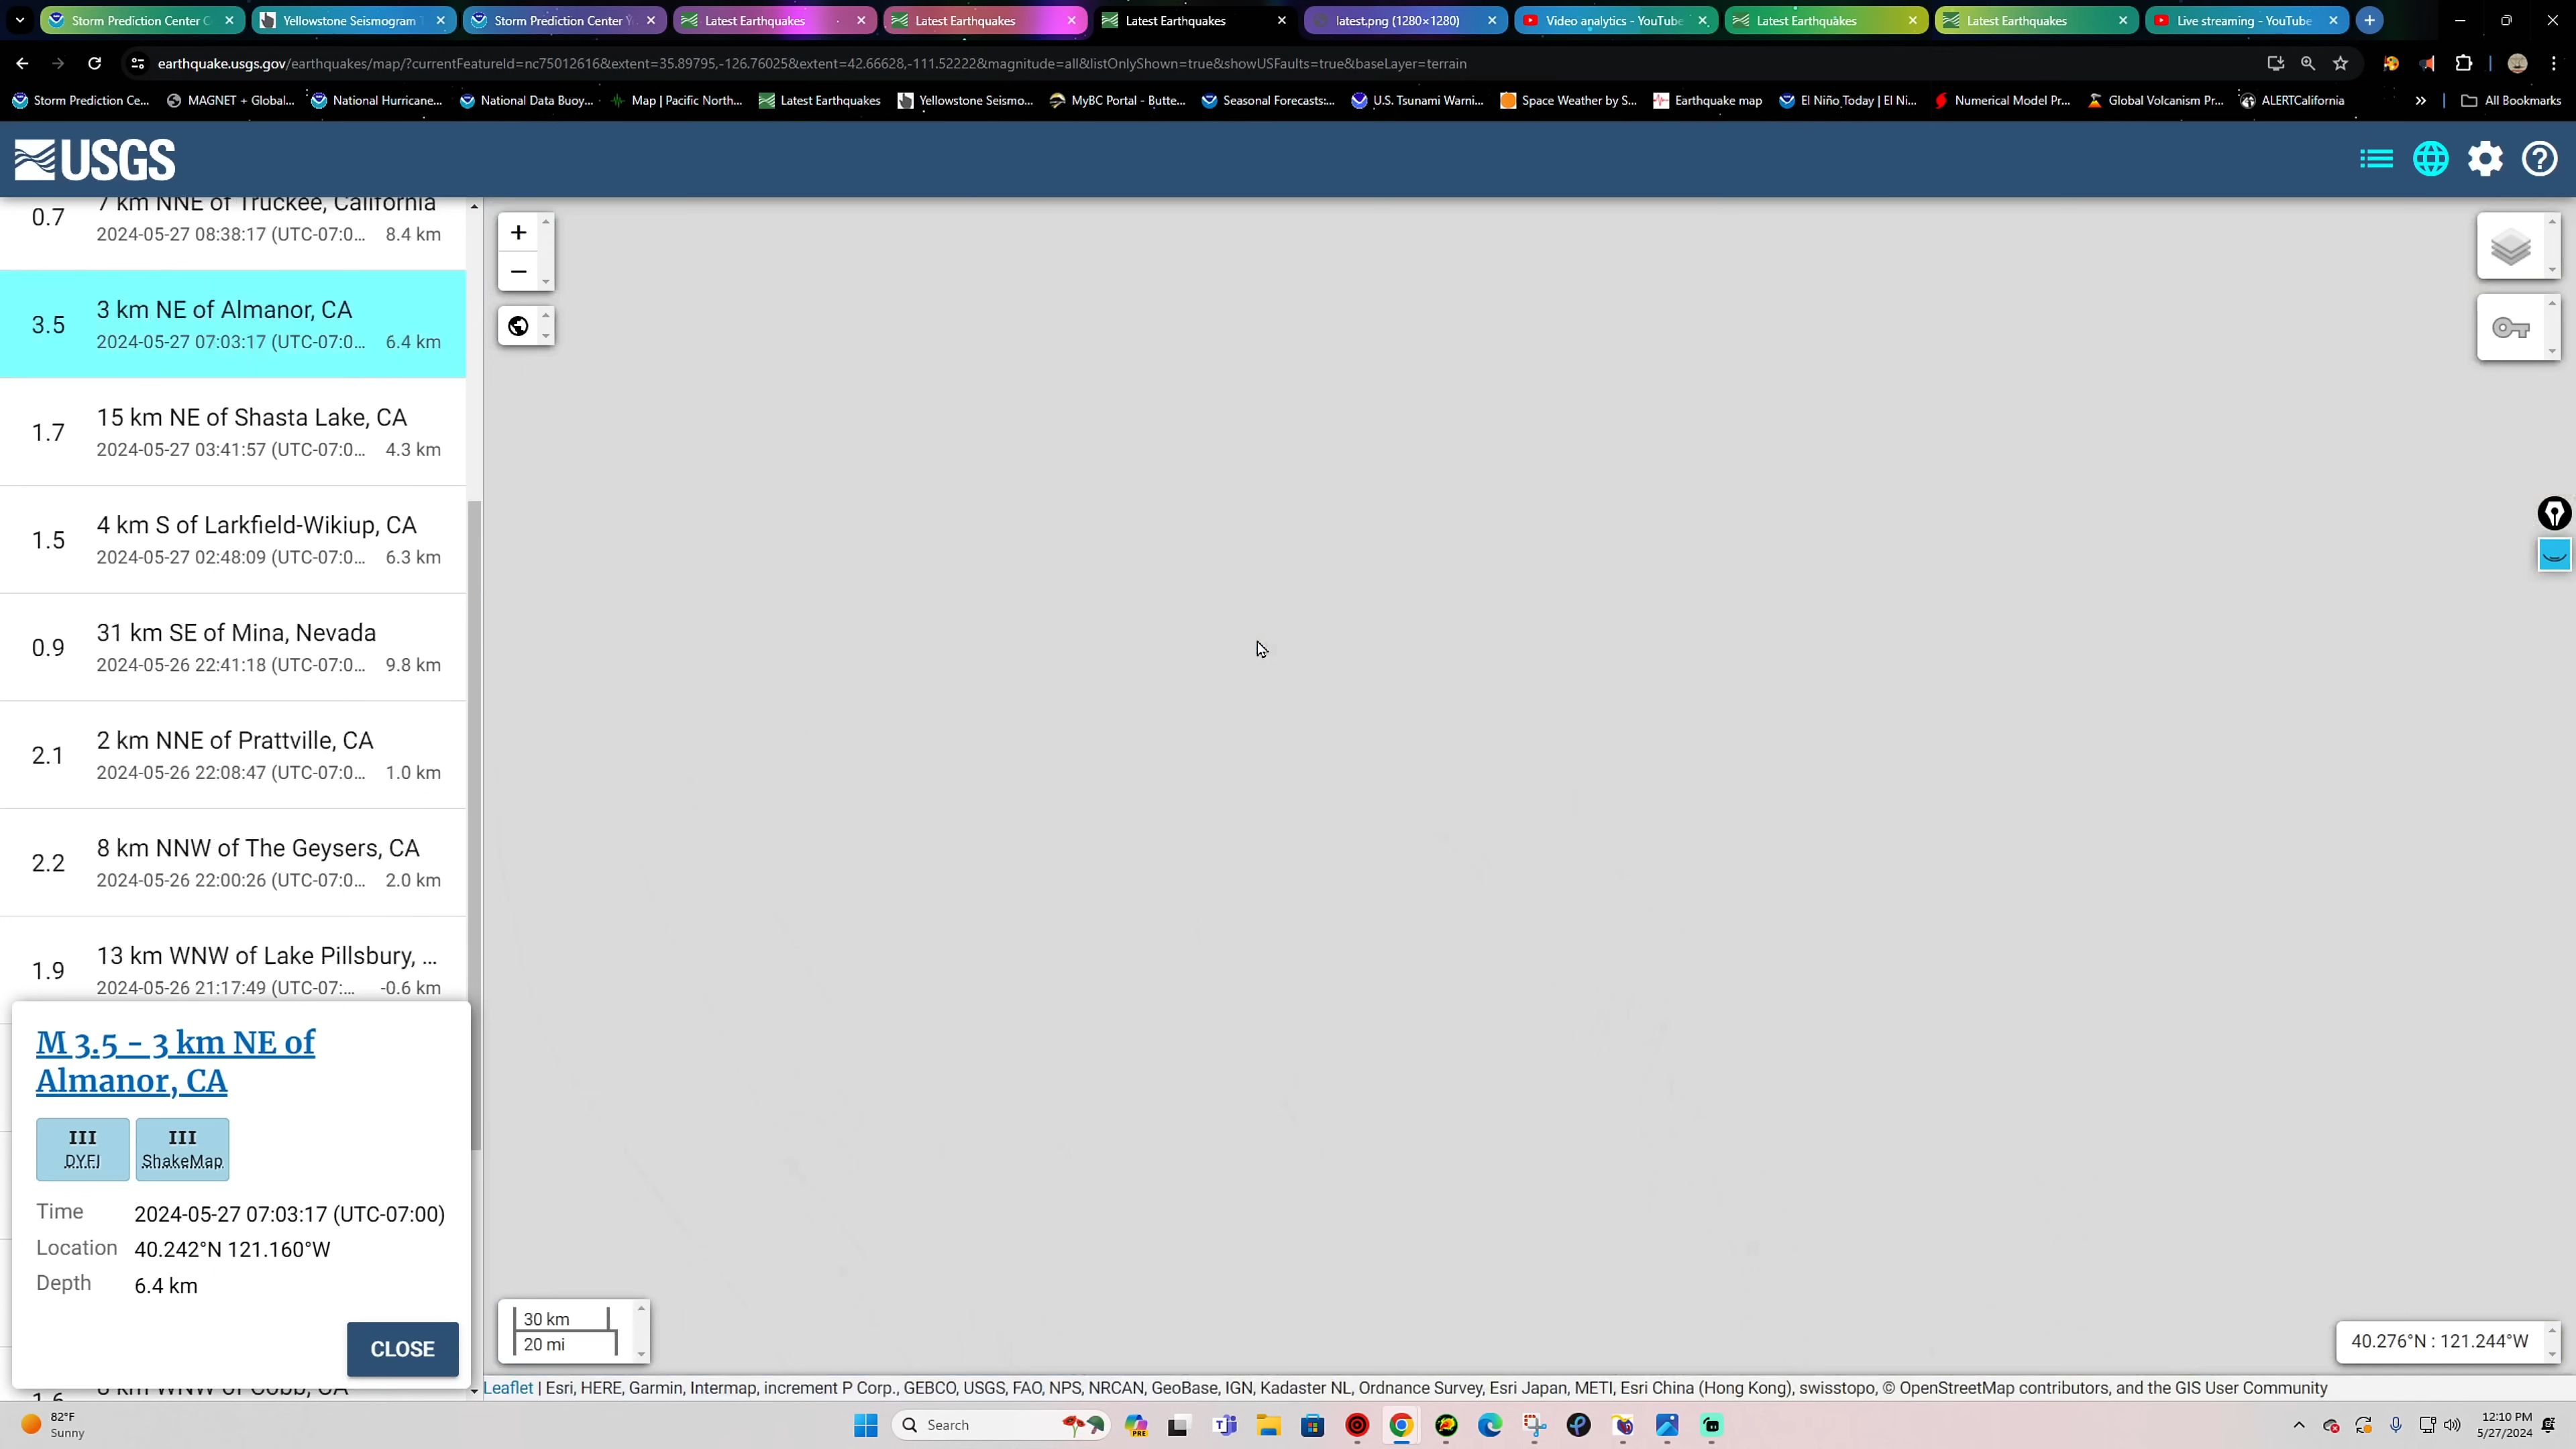 Storm Prediction Center C
Yellowstone Seismogram T
Storm Prediction Center
Latest Earthquakes
Latest Earthquakes
Latest Earthquakes
latest.png (1280×1280)
Video analytics - YouTube
Latest Earthquakes
Latest Earthquakes
Live streaming - YouTube
earthquake.usgs.gov/earthquakes/map/?currentFeatureId=nc75012616&extent=35.89795,-126.76025&extent=42.66628,-111.52222&magnitude=all&listOnlyShown=true&showUSFaults=true&baseLayer=terrain
Storm Prediction Ce...
MAGNET + Global...
National Hurricane...
National Data Buoy...
Map | Pacific North...
Latest Earthquakes
Yellowstone Seismo...
MyBC Portal - Butte...
Seasonal Forecasts:...
U.S. Tsunami Warni...
Space Weather by S...
Earthquake map
El Niño Today | El Ni...
Numerical Model Pr...
Global Volcanism Pr...
ALERTCalifornia
»
All Bookmarks
USGS
0.7
7 km NNE of Truckee, California
2024-05-27 08:38:17 (UTC-07:0... 8.4 km
3.5
3 km NE of Almanor, CA
2024-05-27 07:03:17 (UTC-07:0... 6.4 km
1.7
15 km NE of Shasta Lake, CA
2024-05-27 03:41:57 (UTC-07:0... 4.3 km
1.5
4 km S of Larkfield-Wikiup, CA
2024-05-27 02:48:09 (UTC-07:0... 6.3 km
0.9
31 km SE of Mina, Nevada
2024-05-26 22:41:18 (UTC-07:0... 9.8 km
2.1
2 km NNE of Prattville, CA
2024-05-26 22:08:47 (UTC-07:0... 1.0 km
2.2
8 km NNW of The Geysers, CA
2024-05-26 22:00:26 (UTC-07:0... 2.0 km
1.9
13 km WNW of Lake Pillsbury, ...
2024-05-26 21:17:49 (UTC-07:... -0.6 km
M 3.5 - 3 km NE of
Almanor, CA
III
DYFI
III
ShakeMap
Time 2024-05-27 07:03:17 (UTC-07:00)
Location 40.242°N 121.160°W
Depth 6.4 km
CLOSE
1.6
8 km WNW of Cobb, CA
+
−
30 km
20 mi
40.276°N : 121.244°W
Leaflet | Esri, HERE, Garmin, Intermap, increment P Corp., GEBCO, USGS, FAO, NPS, NRCAN, GeoBase, IGN, Kadaster NL, Ordnance Survey, Esri Japan, METI, Esri China (Hong Kong), swisstopo, © OpenStreetMap contributors, and the GIS User Community
82°F
Sunny
Search
PRE
12:10 PM
5/27/2024